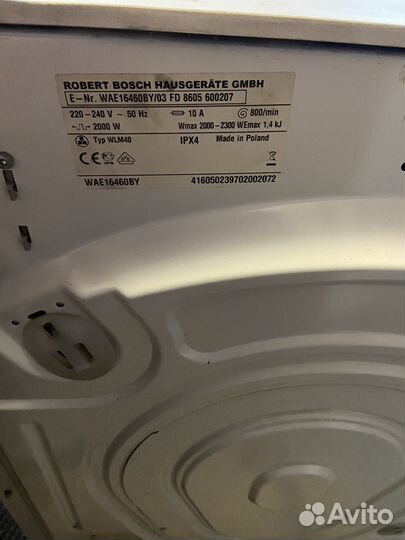 ROBERT BOSCH HAUSGERÄTE GMBH
E-Nr. WAE16460BY/03 FD 8605 600207
220-240 V ~ 50 Hz 10 A 800/min
2000 W Wmax 2000-2300 WEmax 1,4 kJ
Typ WLM40 IPX4 Made in Poland
WAE16460BY 416050239702002072
Avito